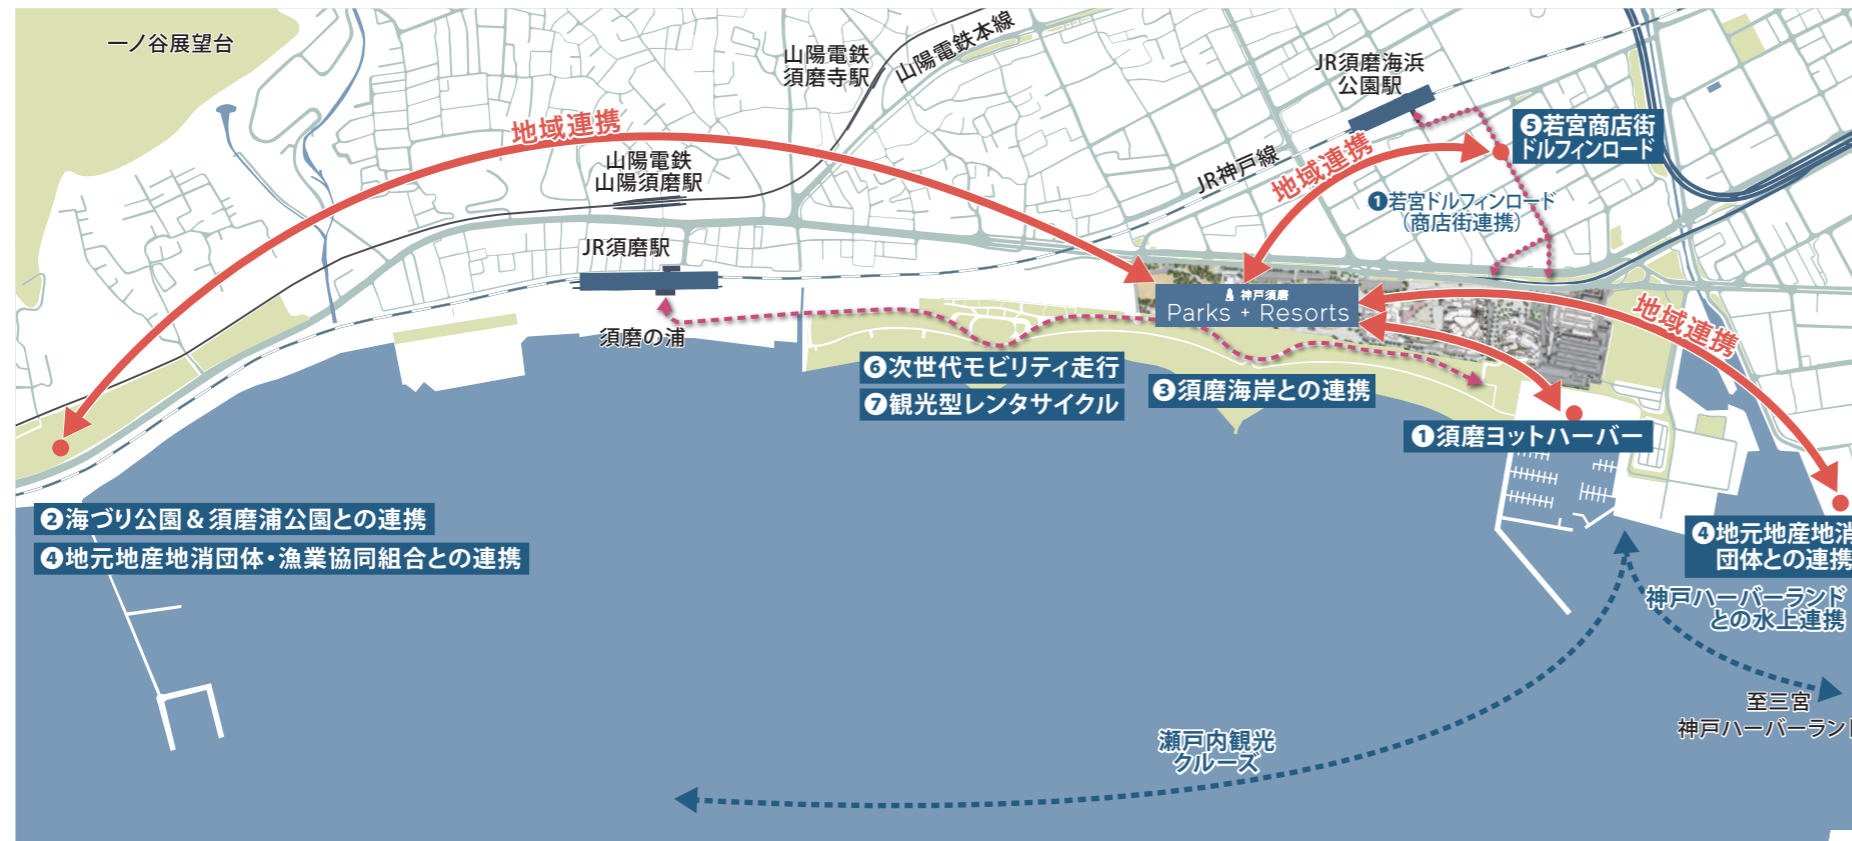 一ノ谷展望台
山陽電鉄
須磨寺駅
山陽電鉄本線
JR須磨海浜
公園駅
地域連携
山陽電鉄
山陽須磨駅
JR神戸線
地域連携
❺若宮商店街
ドルフィンロード
❶若宮ドルフィンロード
（商店街連携）
JR須磨駅
神戸須磨
Parks + Resorts
地域連携
須磨の浦
❻次世代モビリティ走行
❼観光型レンタサイクル
❸須磨海岸との連携
❶須磨ヨットハーバー
❷海づり公園＆須磨浦公園との連携
❹地元地産地消団体・漁業協同組合との連携
❹地元地産地消
団体との連携
神戸ハーバーランド
との水上連携
至三宮
神戸ハーバーランド
瀬戸内観光
クルーズ